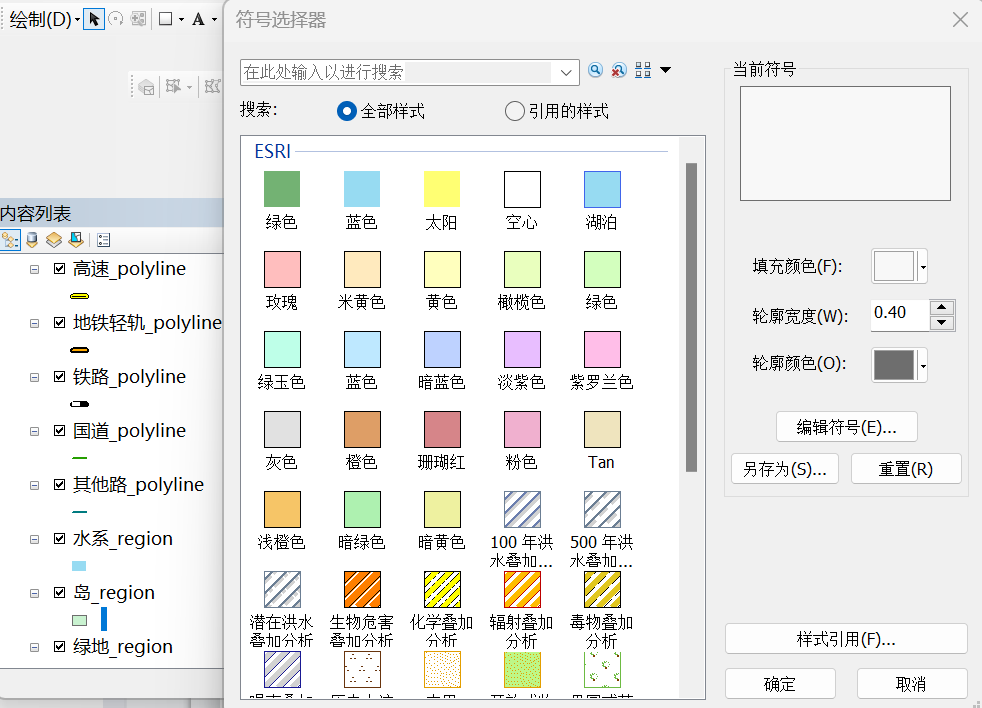 绘制(D)
A
符号选择器
在此处输入以进行搜索
搜索:
全部样式
引用的样式
ESRI
绿色
蓝色
太阳
空心
湖泊
玫瑰
米黄色
黄色
橄榄色
绿色
绿玉色
蓝色
暗蓝色
淡紫色
紫罗兰色
灰色
橙色
珊瑚红
粉色
Tan
浅橙色
暗绿色
暗黄色
100 年洪
水叠加...
500 年洪
水叠加...
潜在洪水
叠加分析
生物危害
叠加分析
化学叠加
分析
辐射叠加
分析
毒物叠加
分析
当前符号
填充颜色(F):
轮廓宽度(W):
0.40
轮廓颜色(O):
编辑符号(E)...
另存为(S)...
重置(R)
样式引用(F)...
确定
取消
内容列表
高速_polyline
地铁轻轨_polyline
铁路_polyline
国道_polyline
其他路_polyline
水系_region
岛_region
绿地_region